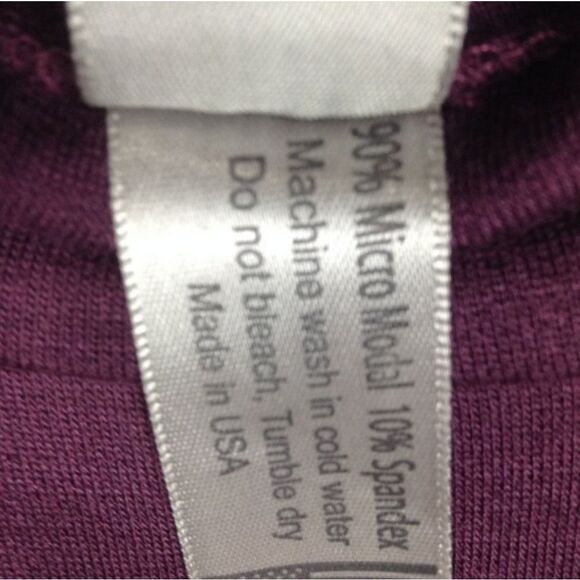 90% Micro Modal 10% Spandex
Machine wash in cold water
Do not bleach, Tumble dry
Made in USA